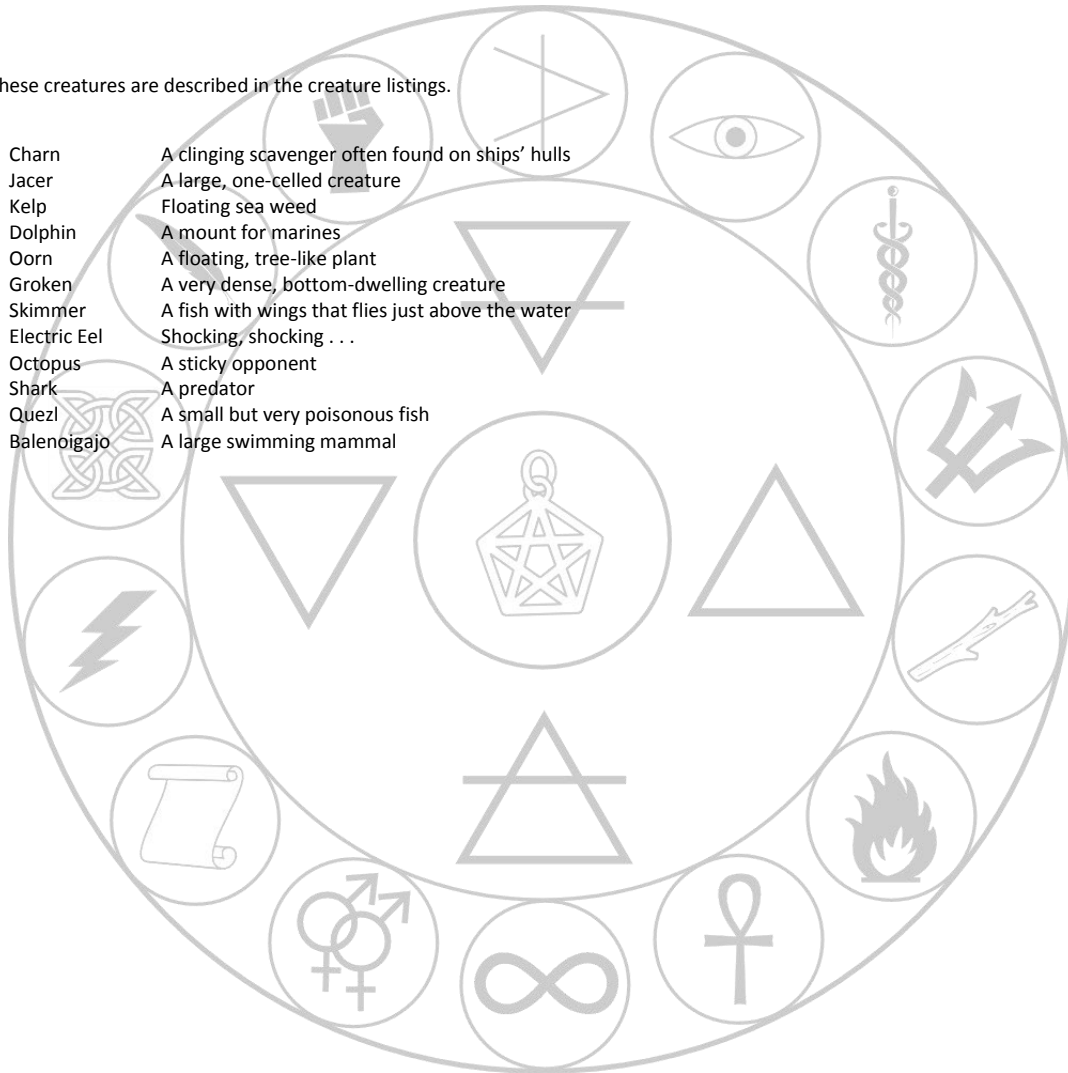 hese creatures are described in the creature listings.
Charn A clinging scavenger often found on ships’ hulls
Jacer A large, one-celled creature
Kelp Floating sea weed
Dolphin A mount for marines
Oorn A floating, tree-like plant
Groken A very dense, bottom-dwelling creature
Skimmer A fish with wings that flies just above the water
Electric Eel Shocking, shocking . . .
Octopus A sticky opponent
Shark A predator
Quezl A small but very poisonous fish
Balenoigajo A large swimming mammal